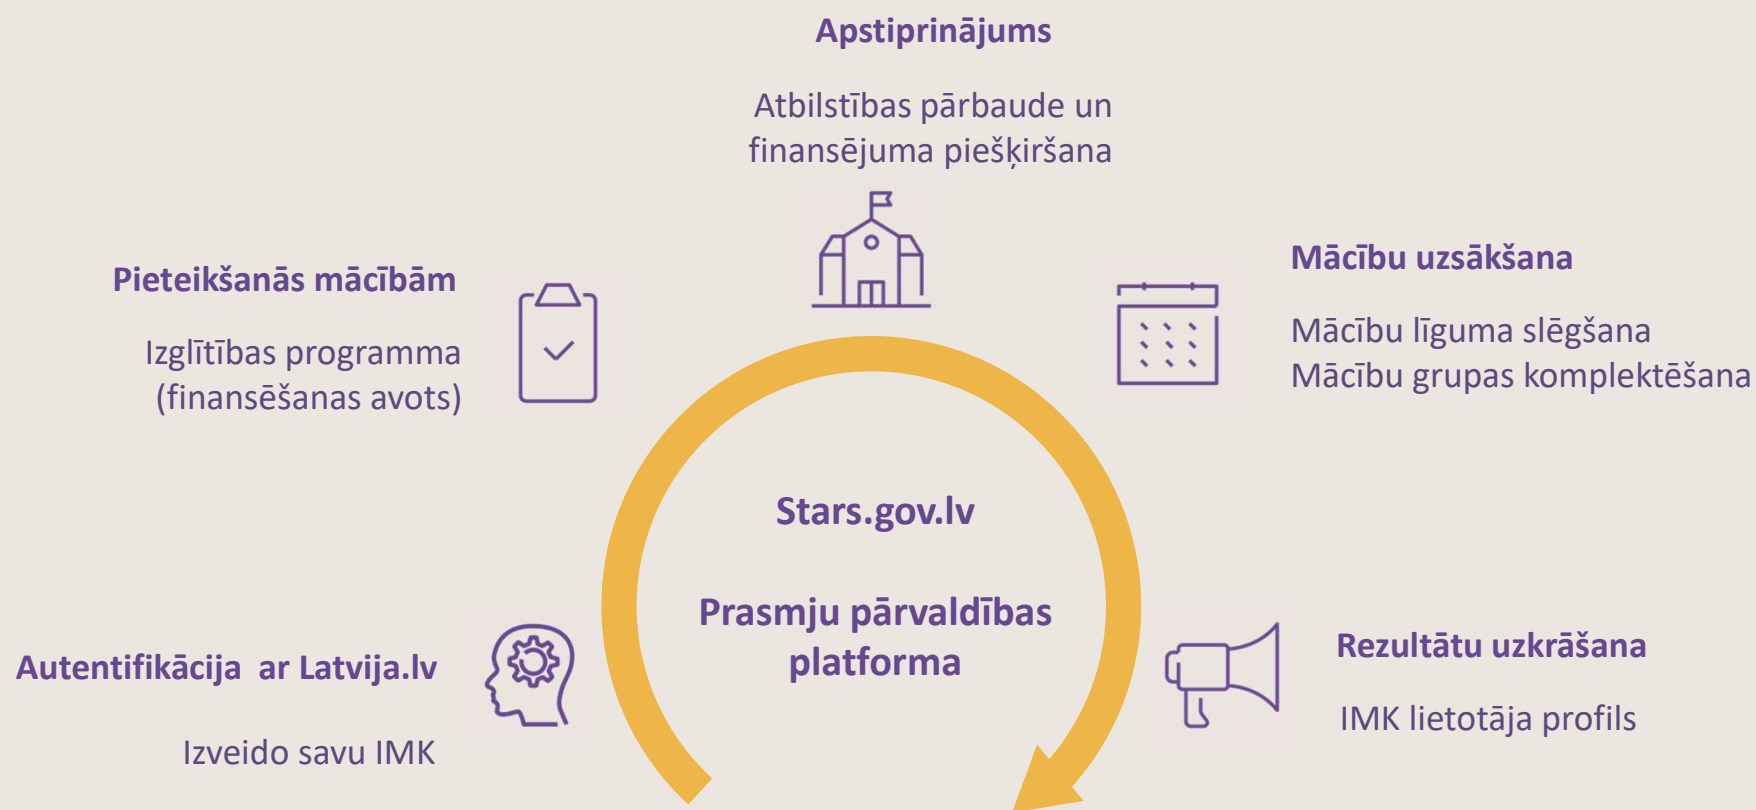 Apstiprinājums
Atbilstības pārbaude un
finansējuma piešķiršana
Pieteikšanās mācībām
Izglītības programma
(finansēšanas avots)
Mācību uzsākšana
Mācību līguma slēgšana
Mācību grupas komplektēšana
Stars.gov.lv
Prasmju pārvaldības
platforma
Autentifikācija ar Latvija.lv
Izveido savu IMK
Rezultātu uzkrāšana
IMK lietotāja profils